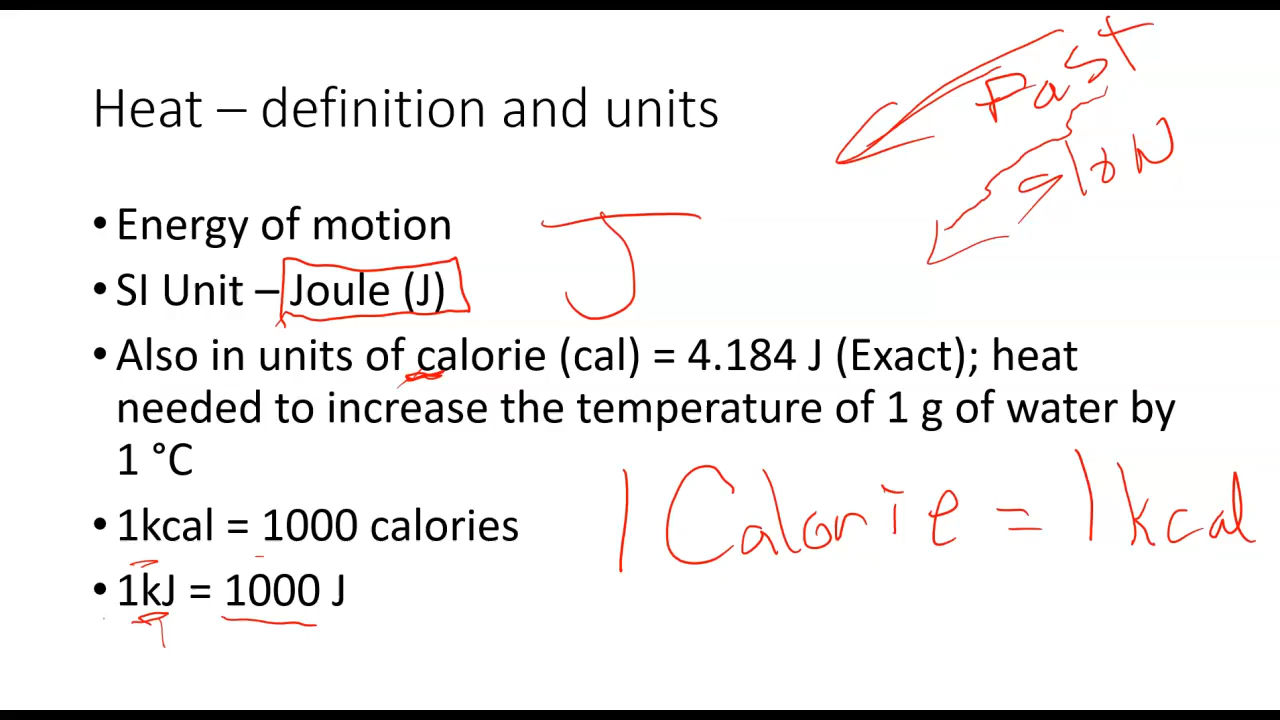 Heat – definition and units
Fast
slow
• Energy of motion
J
• SI Unit – Joule (J)
• Also in units of calorie (cal) = 4.184 J (Exact); heat
needed to increase the temperature of 1 g of water by
1 °C
1 Calorie = 1 kcal
• 1kcal = 1000 calories
• 1kJ = 1000 J